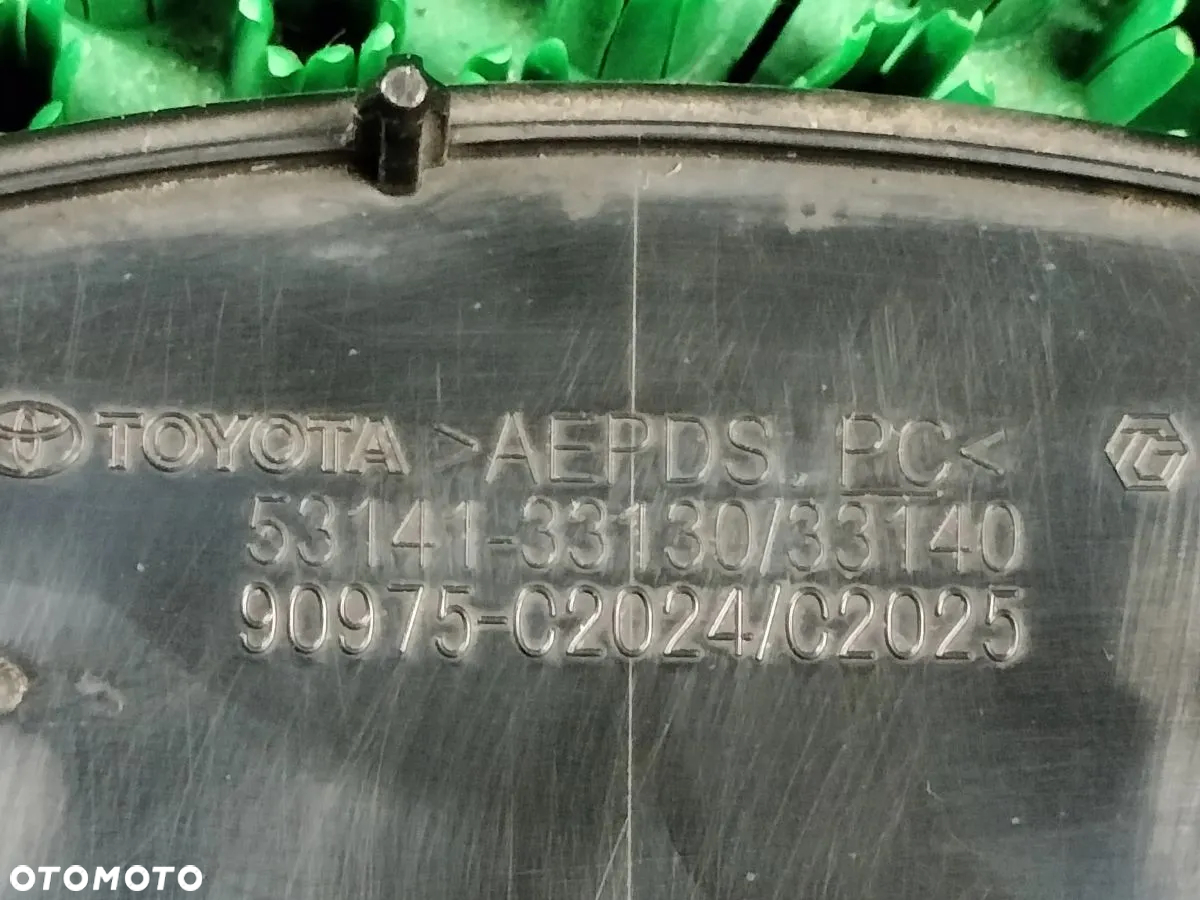 TOYOTA >AEPDS PC<
53141-33130/33140
90975-C2024/C2025
OTOMOTO